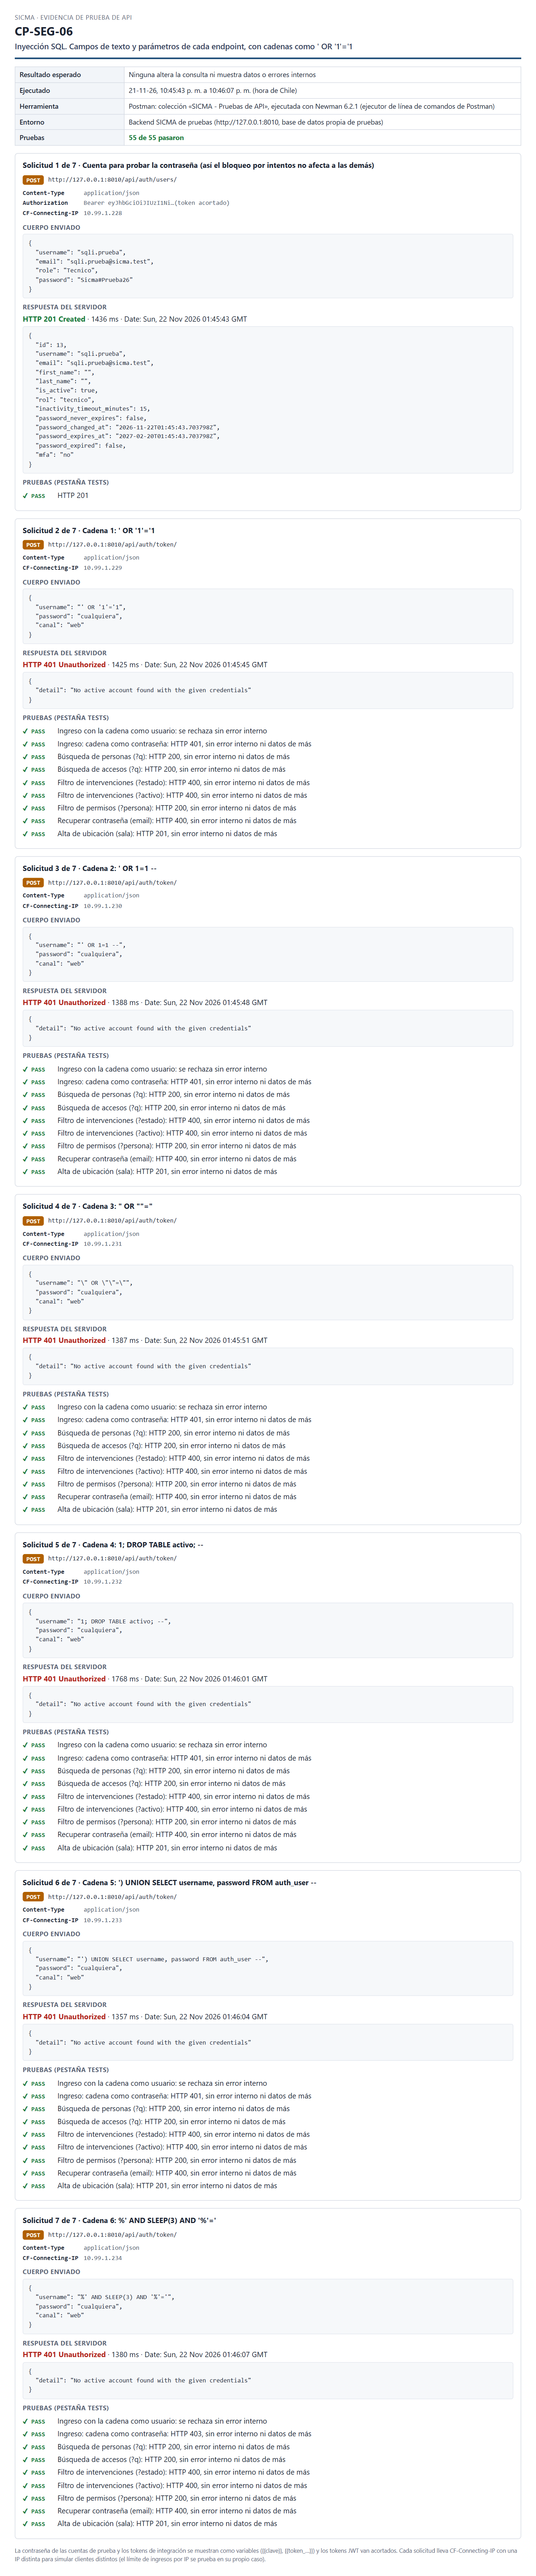 SICMA · EVIDENCIA DE PRUEBA DE API
CP-SEG-06
Inyección SQL. Campos de texto y parámetros de cada endpoint, con cadenas como ' OR '1'='1
Resultado esperado Ninguna altera la consulta ni muestra datos o errores internos
Ejecutado 21-11-26, 10:45:43 p. m. a 10:46:07 p. m. (hora de Chile)
Herramienta Postman: colección «SICMA - Pruebas de API», ejecutada con Newman 6.2.1 (ejecutor de línea de comandos de Postman)
Entorno Backend SICMA de pruebas (http://127.0.0.1:8010, base de datos propia de pruebas)
Pruebas 55 de 55 pasaron
Solicitud 1 de 7 · Cuenta para probar la contraseña (así el bloqueo por intentos no afecta a las demás)
POST http://127.0.0.1:8010/api/auth/users/
Content-Type application/json
Authorization Bearer eyJhbGciOiJIUzI1Ni…(token acortado)
CF-Connecting-IP 10.99.1.228
CUERPO ENVIADO
{
"username": "sqli.prueba",
"email": "sqli.prueba@sicma.test",
"role": "Tecnico",
"password": "Sicma#Prueba26"
}
RESPUESTA DEL SERVIDOR
HTTP 201 Created · 1436 ms · Date: Sun, 22 Nov 2026 01:45:43 GMT
{
"id": 13,
"username": "sqli.prueba",
"email": "sqli.prueba@sicma.test",
"first_name": "",
"last_name": "",
"is_active": true,
"rol": "tecnico",
"inactivity_timeout_minutes": 15,
"password_never_expires": false,
"password_changed_at": "2026-11-22T01:45:43.703798Z",
"password_expires_at": "2027-02-20T01:45:43.703798Z",
"password_expired": false,
"mfa": "no"
}
PRUEBAS (PESTAÑA TESTS)
✓ PASS HTTP 201
Solicitud 2 de 7 · Cadena 1: ' OR '1'='1
POST http://127.0.0.1:8010/api/auth/token/
Content-Type application/json
CF-Connecting-IP 10.99.1.229
CUERPO ENVIADO
{
"username": "' OR '1'='1",
"password": "cualquiera",
"canal": "web"
}
RESPUESTA DEL SERVIDOR
HTTP 401 Unauthorized · 1425 ms · Date: Sun, 22 Nov 2026 01:45:45 GMT
{
"detail": "No active account found with the given credentials"
}
PRUEBAS (PESTAÑA TESTS)
✓ PASS Ingreso con la cadena como usuario: se rechaza sin error interno
✓ PASS Ingreso: cadena como contraseña: HTTP 401, sin error interno ni datos de más
✓ PASS Búsqueda de personas (?q): HTTP 200, sin error interno ni datos de más
✓ PASS Búsqueda de accesos (?q): HTTP 200, sin error interno ni datos de más
✓ PASS Filtro de intervenciones (?estado): HTTP 400, sin error interno ni datos de más
✓ PASS Filtro de intervenciones (?activo): HTTP 400, sin error interno ni datos de más
✓ PASS Filtro de permisos (?persona): HTTP 200, sin error interno ni datos de más
✓ PASS Recuperar contraseña (email): HTTP 400, sin error interno ni datos de más
✓ PASS Alta de ubicación (sala): HTTP 201, sin error interno ni datos de más
Solicitud 3 de 7 · Cadena 2: ' OR 1=1 --
POST http://127.0.0.1:8010/api/auth/token/
Content-Type application/json
CF-Connecting-IP 10.99.1.230
CUERPO ENVIADO
{
"username": "' OR 1=1 --",
"password": "cualquiera",
"canal": "web"
}
RESPUESTA DEL SERVIDOR
HTTP 401 Unauthorized · 1388 ms · Date: Sun, 22 Nov 2026 01:45:48 GMT
{
"detail": "No active account found with the given credentials"
}
PRUEBAS (PESTAÑA TESTS)
✓ PASS Ingreso con la cadena como usuario: se rechaza sin error interno
✓ PASS Ingreso: cadena como contraseña: HTTP 401, sin error interno ni datos de más
✓ PASS Búsqueda de personas (?q): HTTP 200, sin error interno ni datos de más
✓ PASS Búsqueda de accesos (?q): HTTP 200, sin error interno ni datos de más
✓ PASS Filtro de intervenciones (?estado): HTTP 400, sin error interno ni datos de más
✓ PASS Filtro de intervenciones (?activo): HTTP 400, sin error interno ni datos de más
✓ PASS Filtro de permisos (?persona): HTTP 200, sin error interno ni datos de más
✓ PASS Recuperar contraseña (email): HTTP 400, sin error interno ni datos de más
✓ PASS Alta de ubicación (sala): HTTP 201, sin error interno ni datos de más
Solicitud 4 de 7 · Cadena 3: " OR ""="
POST http://127.0.0.1:8010/api/auth/token/
Content-Type application/json
CF-Connecting-IP 10.99.1.231
CUERPO ENVIADO
{
"username": "\" OR \"\"=\"",
"password": "cualquiera",
"canal": "web"
}
RESPUESTA DEL SERVIDOR
HTTP 401 Unauthorized · 1387 ms · Date: Sun, 22 Nov 2026 01:45:51 GMT
{
"detail": "No active account found with the given credentials"
}
PRUEBAS (PESTAÑA TESTS)
✓ PASS Ingreso con la cadena como usuario: se rechaza sin error interno
✓ PASS Ingreso: cadena como contraseña: HTTP 401, sin error interno ni datos de más
✓ PASS Búsqueda de personas (?q): HTTP 200, sin error interno ni datos de más
✓ PASS Búsqueda de accesos (?q): HTTP 200, sin error interno ni datos de más
✓ PASS Filtro de intervenciones (?estado): HTTP 400, sin error interno ni datos de más
✓ PASS Filtro de intervenciones (?activo): HTTP 400, sin error interno ni datos de más
✓ PASS Filtro de permisos (?persona): HTTP 200, sin error interno ni datos de más
✓ PASS Recuperar contraseña (email): HTTP 400, sin error interno ni datos de más
✓ PASS Alta de ubicación (sala): HTTP 201, sin error interno ni datos de más
Solicitud 5 de 7 · Cadena 4: 1; DROP TABLE activo; --
POST http://127.0.0.1:8010/api/auth/token/
Content-Type application/json
CF-Connecting-IP 10.99.1.232
CUERPO ENVIADO
{
"username": "1; DROP TABLE activo; --",
"password": "cualquiera",
"canal": "web"
}
RESPUESTA DEL SERVIDOR
HTTP 401 Unauthorized · 1768 ms · Date: Sun, 22 Nov 2026 01:46:01 GMT
{
"detail": "No active account found with the given credentials"
}
PRUEBAS (PESTAÑA TESTS)
✓ PASS Ingreso con la cadena como usuario: se rechaza sin error interno
✓ PASS Ingreso: cadena como contraseña: HTTP 401, sin error interno ni datos de más
✓ PASS Búsqueda de personas (?q): HTTP 200, sin error interno ni datos de más
✓ PASS Búsqueda de accesos (?q): HTTP 200, sin error interno ni datos de más
✓ PASS Filtro de intervenciones (?estado): HTTP 400, sin error interno ni datos de más
✓ PASS Filtro de intervenciones (?activo): HTTP 400, sin error interno ni datos de más
✓ PASS Filtro de permisos (?persona): HTTP 200, sin error interno ni datos de más
✓ PASS Recuperar contraseña (email): HTTP 400, sin error interno ni datos de más
✓ PASS Alta de ubicación (sala): HTTP 201, sin error interno ni datos de más
Solicitud 6 de 7 · Cadena 5: ') UNION SELECT username, password FROM auth_user --
POST http://127.0.0.1:8010/api/auth/token/
Content-Type application/json
CF-Connecting-IP 10.99.1.233
CUERPO ENVIADO
{
"username": "') UNION SELECT username, password FROM auth_user --",
"password": "cualquiera",
"canal": "web"
}
RESPUESTA DEL SERVIDOR
HTTP 401 Unauthorized · 1357 ms · Date: Sun, 22 Nov 2026 01:46:04 GMT
{
"detail": "No active account found with the given credentials"
}
PRUEBAS (PESTAÑA TESTS)
✓ PASS Ingreso con la cadena como usuario: se rechaza sin error interno
✓ PASS Ingreso: cadena como contraseña: HTTP 401, sin error interno ni datos de más
✓ PASS Búsqueda de personas (?q): HTTP 200, sin error interno ni datos de más
✓ PASS Búsqueda de accesos (?q): HTTP 200, sin error interno ni datos de más
✓ PASS Filtro de intervenciones (?estado): HTTP 400, sin error interno ni datos de más
✓ PASS Filtro de intervenciones (?activo): HTTP 400, sin error interno ni datos de más
✓ PASS Filtro de permisos (?persona): HTTP 200, sin error interno ni datos de más
✓ PASS Recuperar contraseña (email): HTTP 400, sin error interno ni datos de más
✓ PASS Alta de ubicación (sala): HTTP 201, sin error interno ni datos de más
Solicitud 7 de 7 · Cadena 6: %' AND SLEEP(3) AND '%'='
POST http://127.0.0.1:8010/api/auth/token/
Content-Type application/json
CF-Connecting-IP 10.99.1.234
CUERPO ENVIADO
{
"username": "%' AND SLEEP(3) AND '%'='",
"password": "cualquiera",
"canal": "web"
}
RESPUESTA DEL SERVIDOR
HTTP 401 Unauthorized · 1380 ms · Date: Sun, 22 Nov 2026 01:46:07 GMT
{
"detail": "No active account found with the given credentials"
}
PRUEBAS (PESTAÑA TESTS)
✓ PASS Ingreso con la cadena como usuario: se rechaza sin error interno
✓ PASS Ingreso: cadena como contraseña: HTTP 403, sin error interno ni datos de más
✓ PASS Búsqueda de personas (?q): HTTP 200, sin error interno ni datos de más
✓ PASS Búsqueda de accesos (?q): HTTP 200, sin error interno ni datos de más
✓ PASS Filtro de intervenciones (?estado): HTTP 400, sin error interno ni datos de más
✓ PASS Filtro de intervenciones (?activo): HTTP 400, sin error interno ni datos de más
✓ PASS Filtro de permisos (?persona): HTTP 200, sin error interno ni datos de más
✓ PASS Recuperar contraseña (email): HTTP 400, sin error interno ni datos de más
✓ PASS Alta de ubicación (sala): HTTP 201, sin error interno ni datos de más
La contraseña de las cuentas de prueba y los tokens de integración se muestran como variables ({{clave}}, {{token_…}}) y los tokens JWT van acortados. Cada solicitud lleva CF-Connecting-IP con una
IP distinta para simular clientes distintos (el límite de ingresos por IP se prueba en su propio caso).